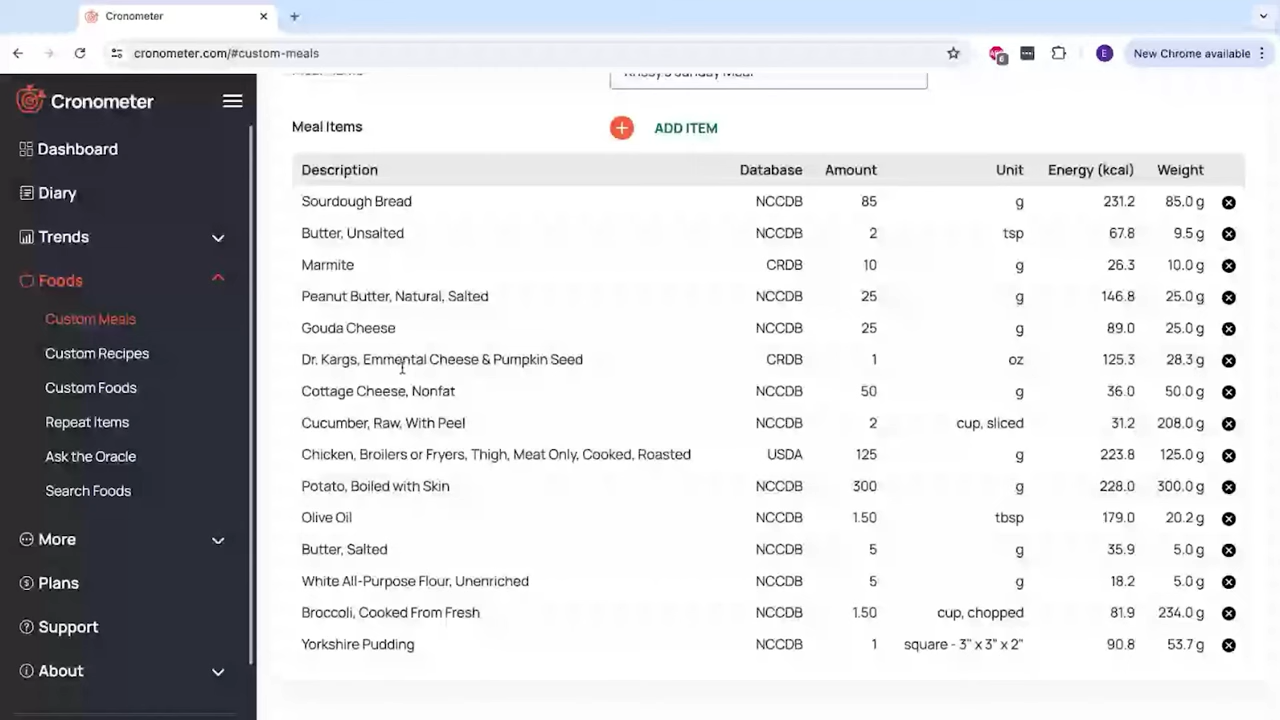 Cronometer
cronometer.com/#custom-meals
E
New Chrome available
6
Cronometer
Dashboard
Diary
Trends
Foods
Custom Meals
Custom Recipes
Custom Foods
Repeat Items
Ask the Oracle
Search Foods
More
Plans
Support
About
Meal Items ADD ITEM
Description Database Amount Unit Energy (kcal) Weight
Sourdough Bread NCCDB 85 g 231.2 85.0 g
Butter, Unsalted NCCDB 2 tsp 67.8 9.5 g
Marmite CRDB 10 g 26.3 10.0 g
Peanut Butter, Natural, Salted NCCDB 25 g 146.8 25.0 g
Gouda Cheese NCCDB 25 g 89.0 25.0 g
Dr. Kargs, Emmental Cheese & Pumpkin Seed CRDB 1 oz 125.3 28.3 g
Cottage Cheese, Nonfat NCCDB 50 g 36.0 50.0 g
Cucumber, Raw, With Peel NCCDB 2 cup, sliced 31.2 208.0 g
Chicken, Broilers or Fryers, Thigh, Meat Only, Cooked, Roasted USDA 125 g 223.8 125.0 g
Potato, Boiled with Skin NCCDB 300 g 228.0 300.0 g
Olive Oil NCCDB 1.50 tbsp 179.0 20.2 g
Butter, Salted NCCDB 5 g 35.9 5.0 g
White All-Purpose Flour, Unenriched NCCDB 5 g 18.2 5.0 g
Broccoli, Cooked From Fresh NCCDB 1.50 cup, chopped 81.9 234.0 g
Yorkshire Pudding NCCDB 1 square - 3" x 3" x 2" 90.8 53.7 g